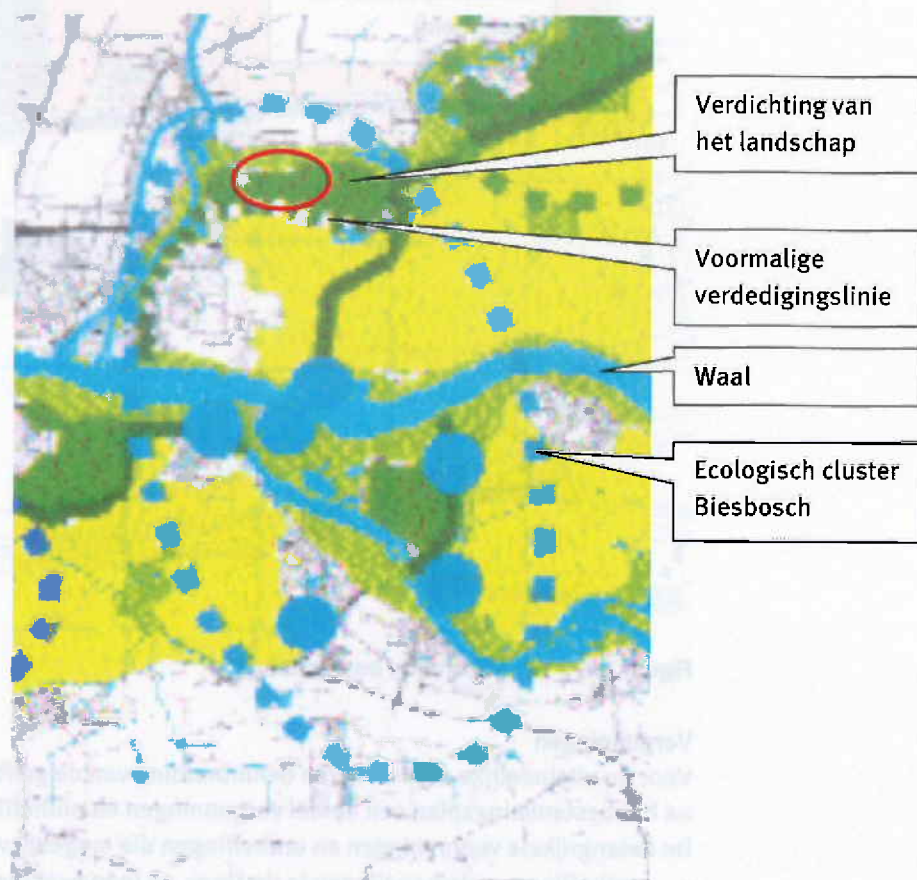 Verdichting van
het landschap
Voormalige
verdedigingslinie
Waal
Ecologisch cluster
Biesbosch